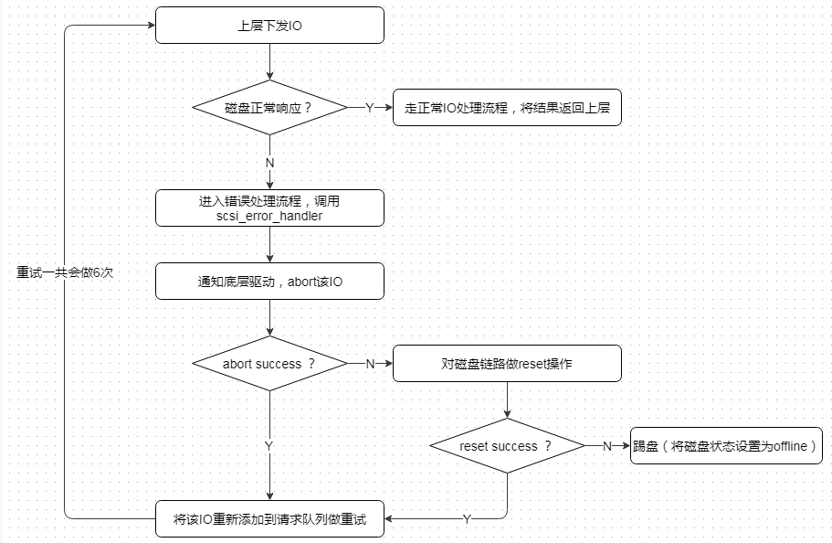 上层下发IO
磁盘正常响应？
Y
走正常IO处理流程，将结果返回上层
N
进入错误处理流程，调用
scsi_error_handler
重试一共会做6次
通知底层驱动，abort该IO
abort success ？
N
对磁盘链路做reset操作
Y
reset success ？
N
踢盘（将磁盘状态设置为offline）
将该IO重新添加到请求队列做重试
Y